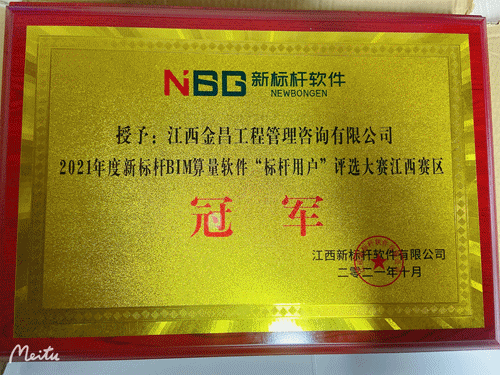 NBG 新标杆软件
NEWBONGEN
授予：江西金昌工程管理咨询有限公司
2021年度新标杆BIM算量软件“标杆用户”评选大赛江西赛区
冠 军
江西新标杆软件有限公司
二零二一年十月
Meitu